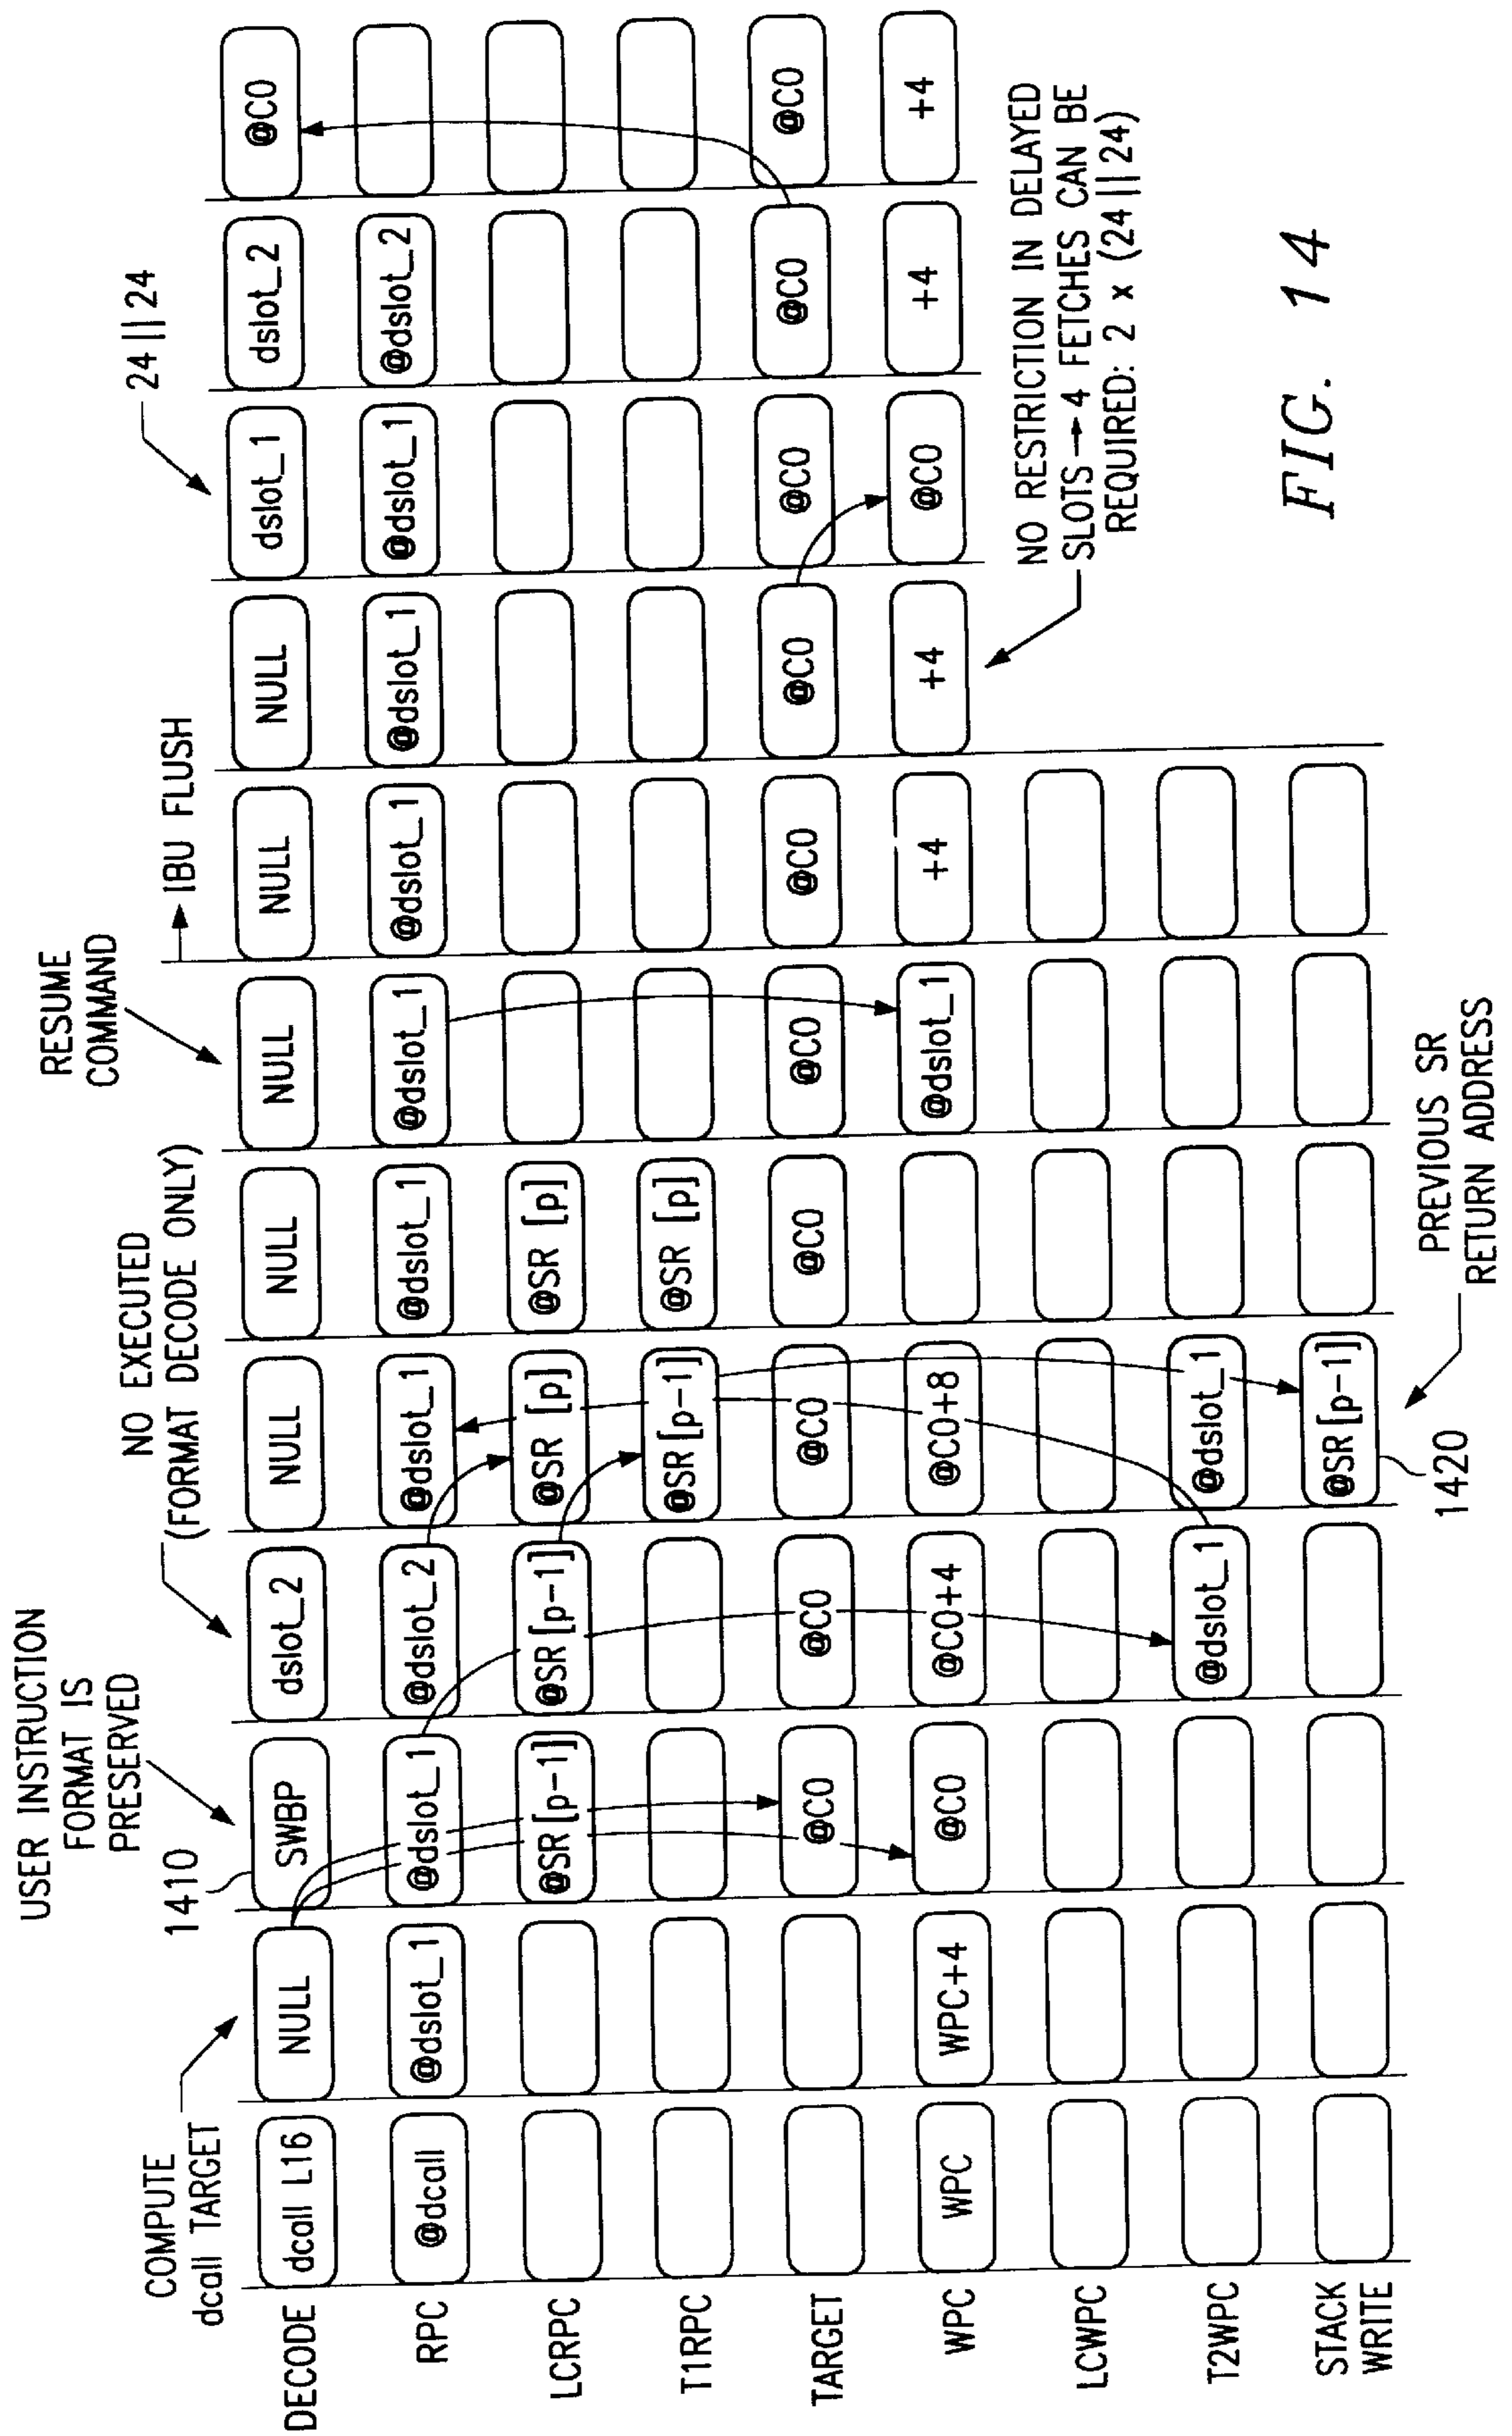 COMPUTE
dcall TARGET
USER INSTRUCTION
FORMAT IS
PRESERVED
1410
NO EXECUTED
(FORMAT DECODE ONLY)
RESUME
COMMAND
IBU FLUSH
24 || 24
DECODE dcall L16 NULL SWBP dslot_2 NULL NULL NULL NULL NULL dslot_1 dslot_2 @C0
RPC @dcall @dslot_1 @dslot_1 @dslot_2 @dslot_1 @dslot_1 @dslot_1 @dslot_1 @dslot_1 @dslot_1 @dslot_2
LCRPC @SR [p-1] @SR [p-1] @SR [p] @SR [p]
T1RPC @SR [p-1] @SR [p]
TARGET @C0 @C0 @C0 @C0 @C0 @C0 @C0 @C0 @C0 @C0
WPC WPC WPC+4 @C0 @C0+4 @C0+8 @dslot_1 +4 +4 @C0 +4 +4
LCWPC
T2WPC @dslot_1 @dslot_1
STACK
WRITE @SR [p-1]
1420
PREVIOUS SR
RETURN ADDRESS
NO RESTRICTION IN DELAYED
SLOTS → 4 FETCHES CAN BE
REQUIRED: 2 x (24 || 24)
FIG. 14